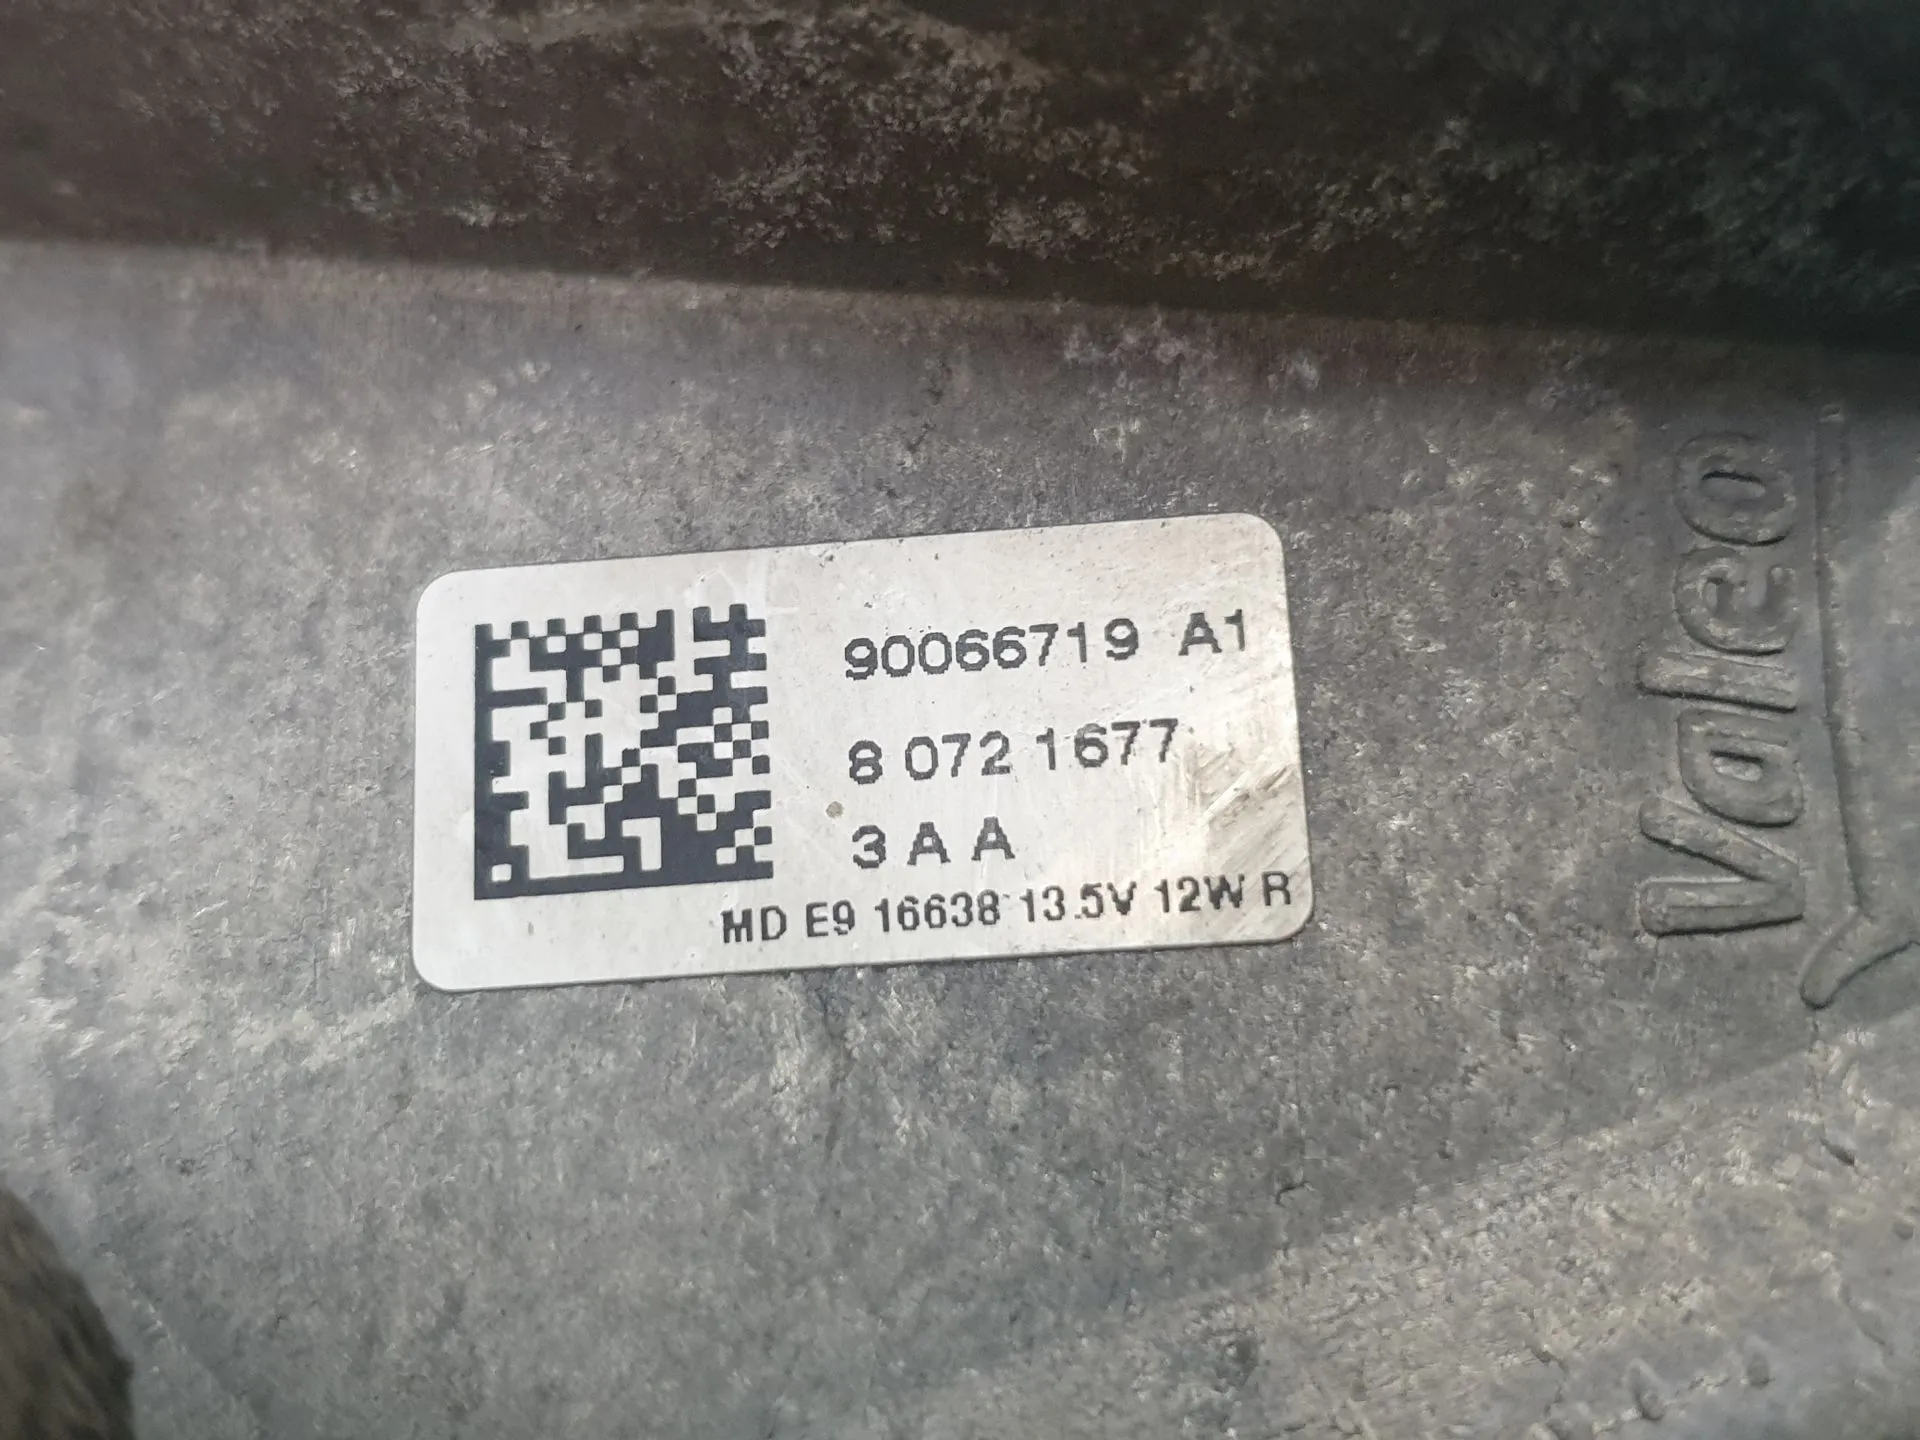 90066719 A1
8 072 1677
3 A A
MD E9 16638 13.5V 12W R
Valeo